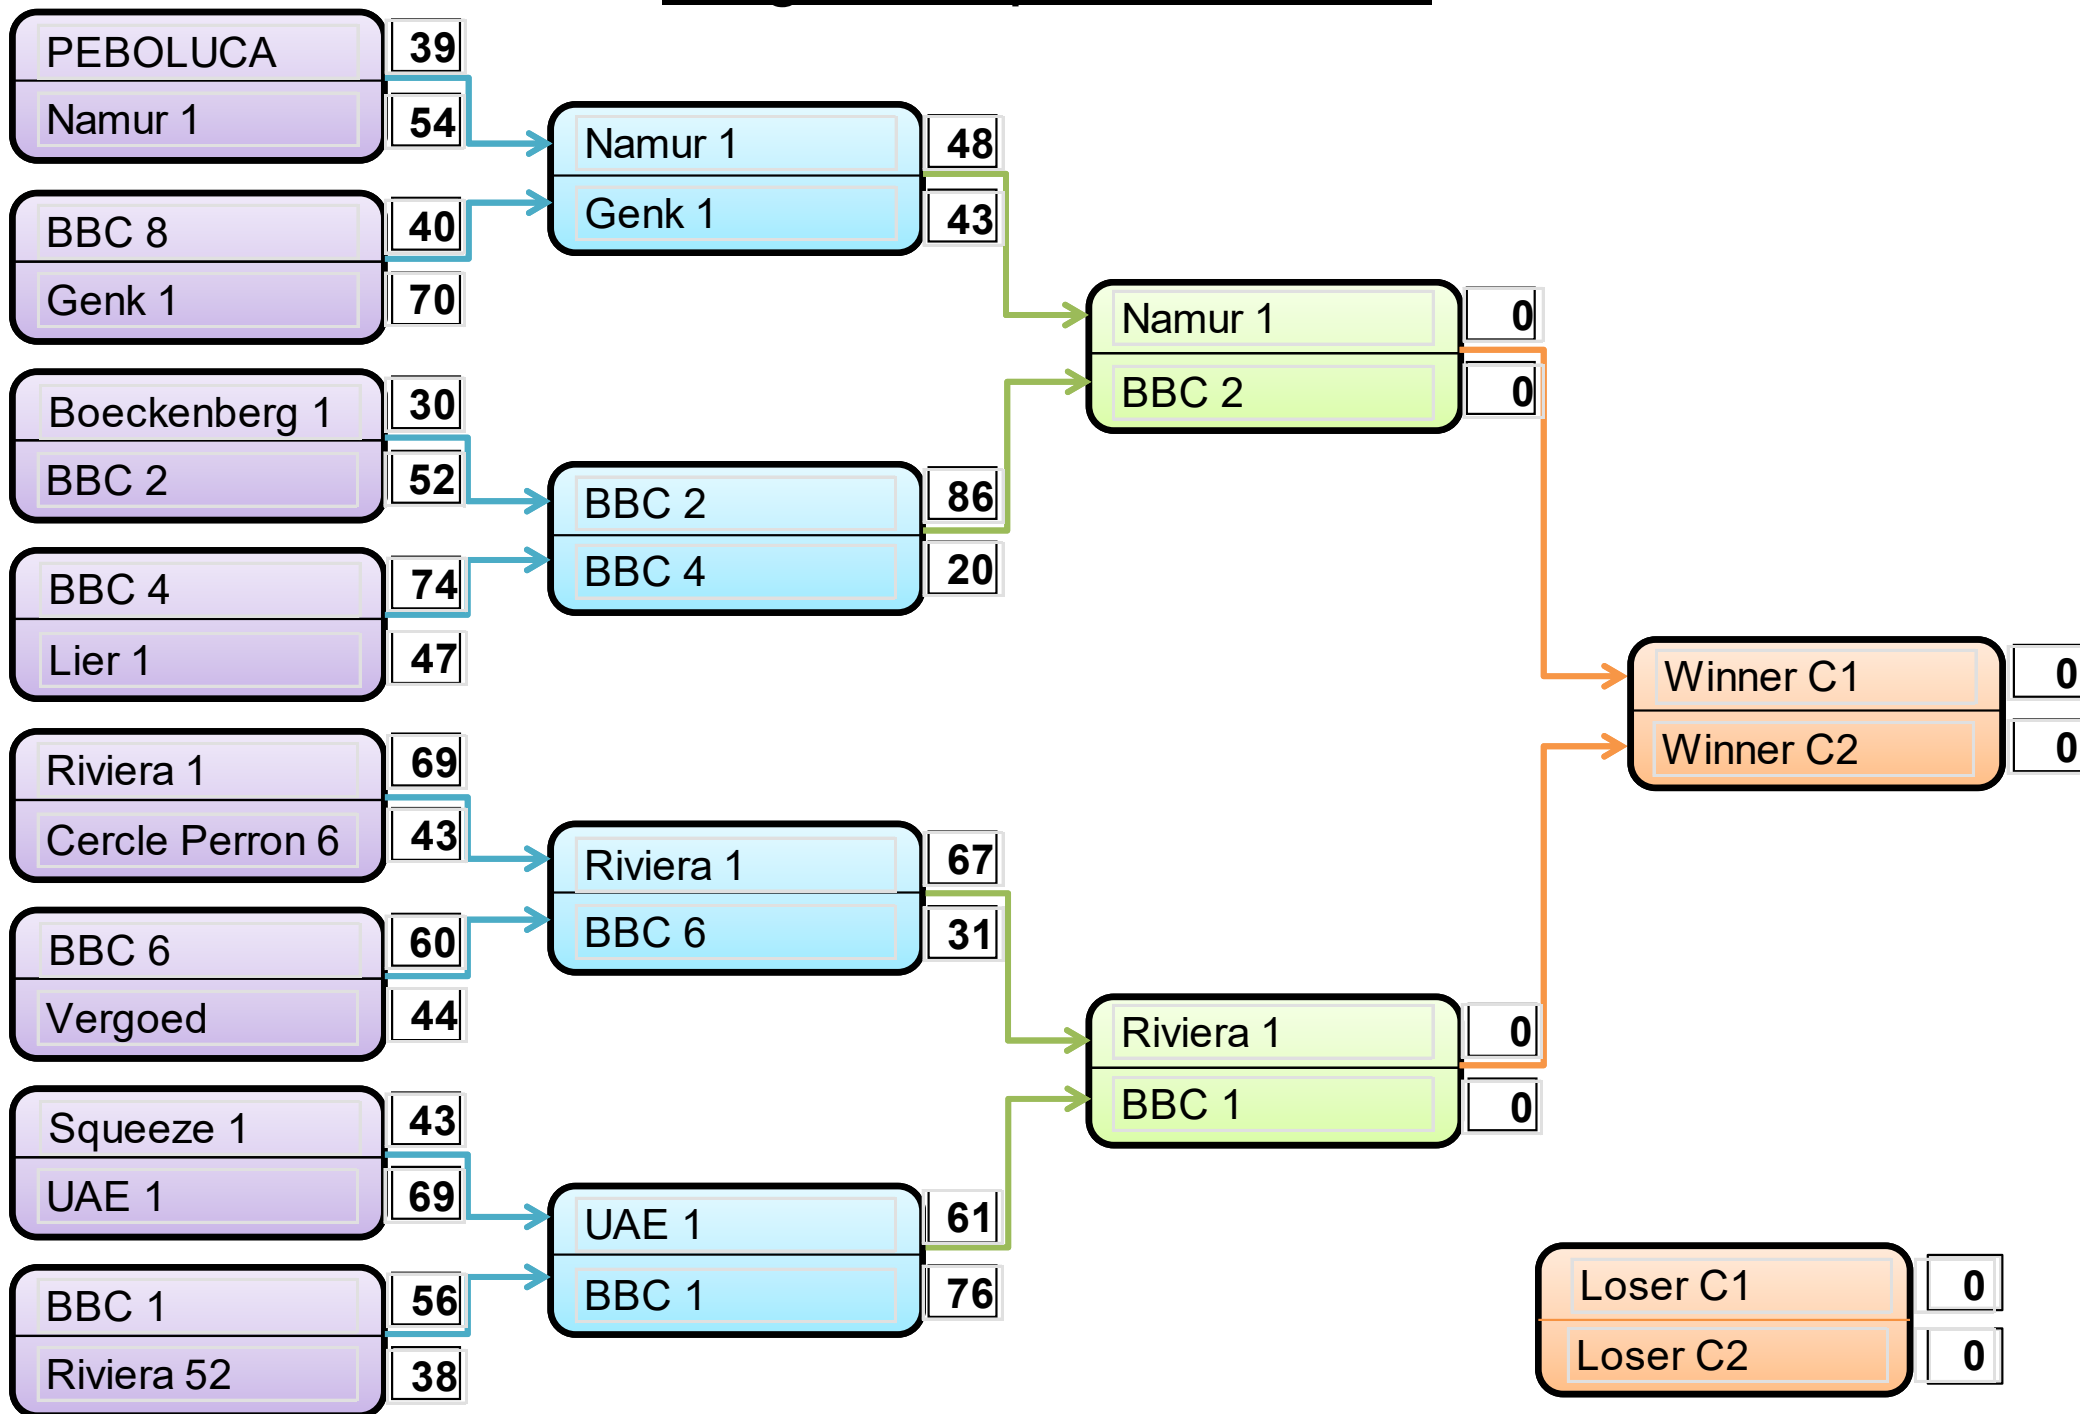 PEBOLUCA 39
Namur 1 54
BBC 8 40
Genk 1 70
Boeckenberg 1 30
BBC 2 52
BBC 4 74
Lier 1 47
Riviera 1 69
Cercle Perron 6 43
BBC 6 60
Vergoed 44
Squeeze 1 43
UAE 1 69
BBC 1 56
Riviera 52 38
Namur 1 48
Genk 1 43
BBC 2 86
BBC 4 20
Riviera 1 67
BBC 6 31
UAE 1 61
BBC 1 76
Namur 1 0
BBC 2 0
Riviera 1 0
BBC 1 0
Winner C1 0
Winner C2 0
Loser C1 0
Loser C2 0